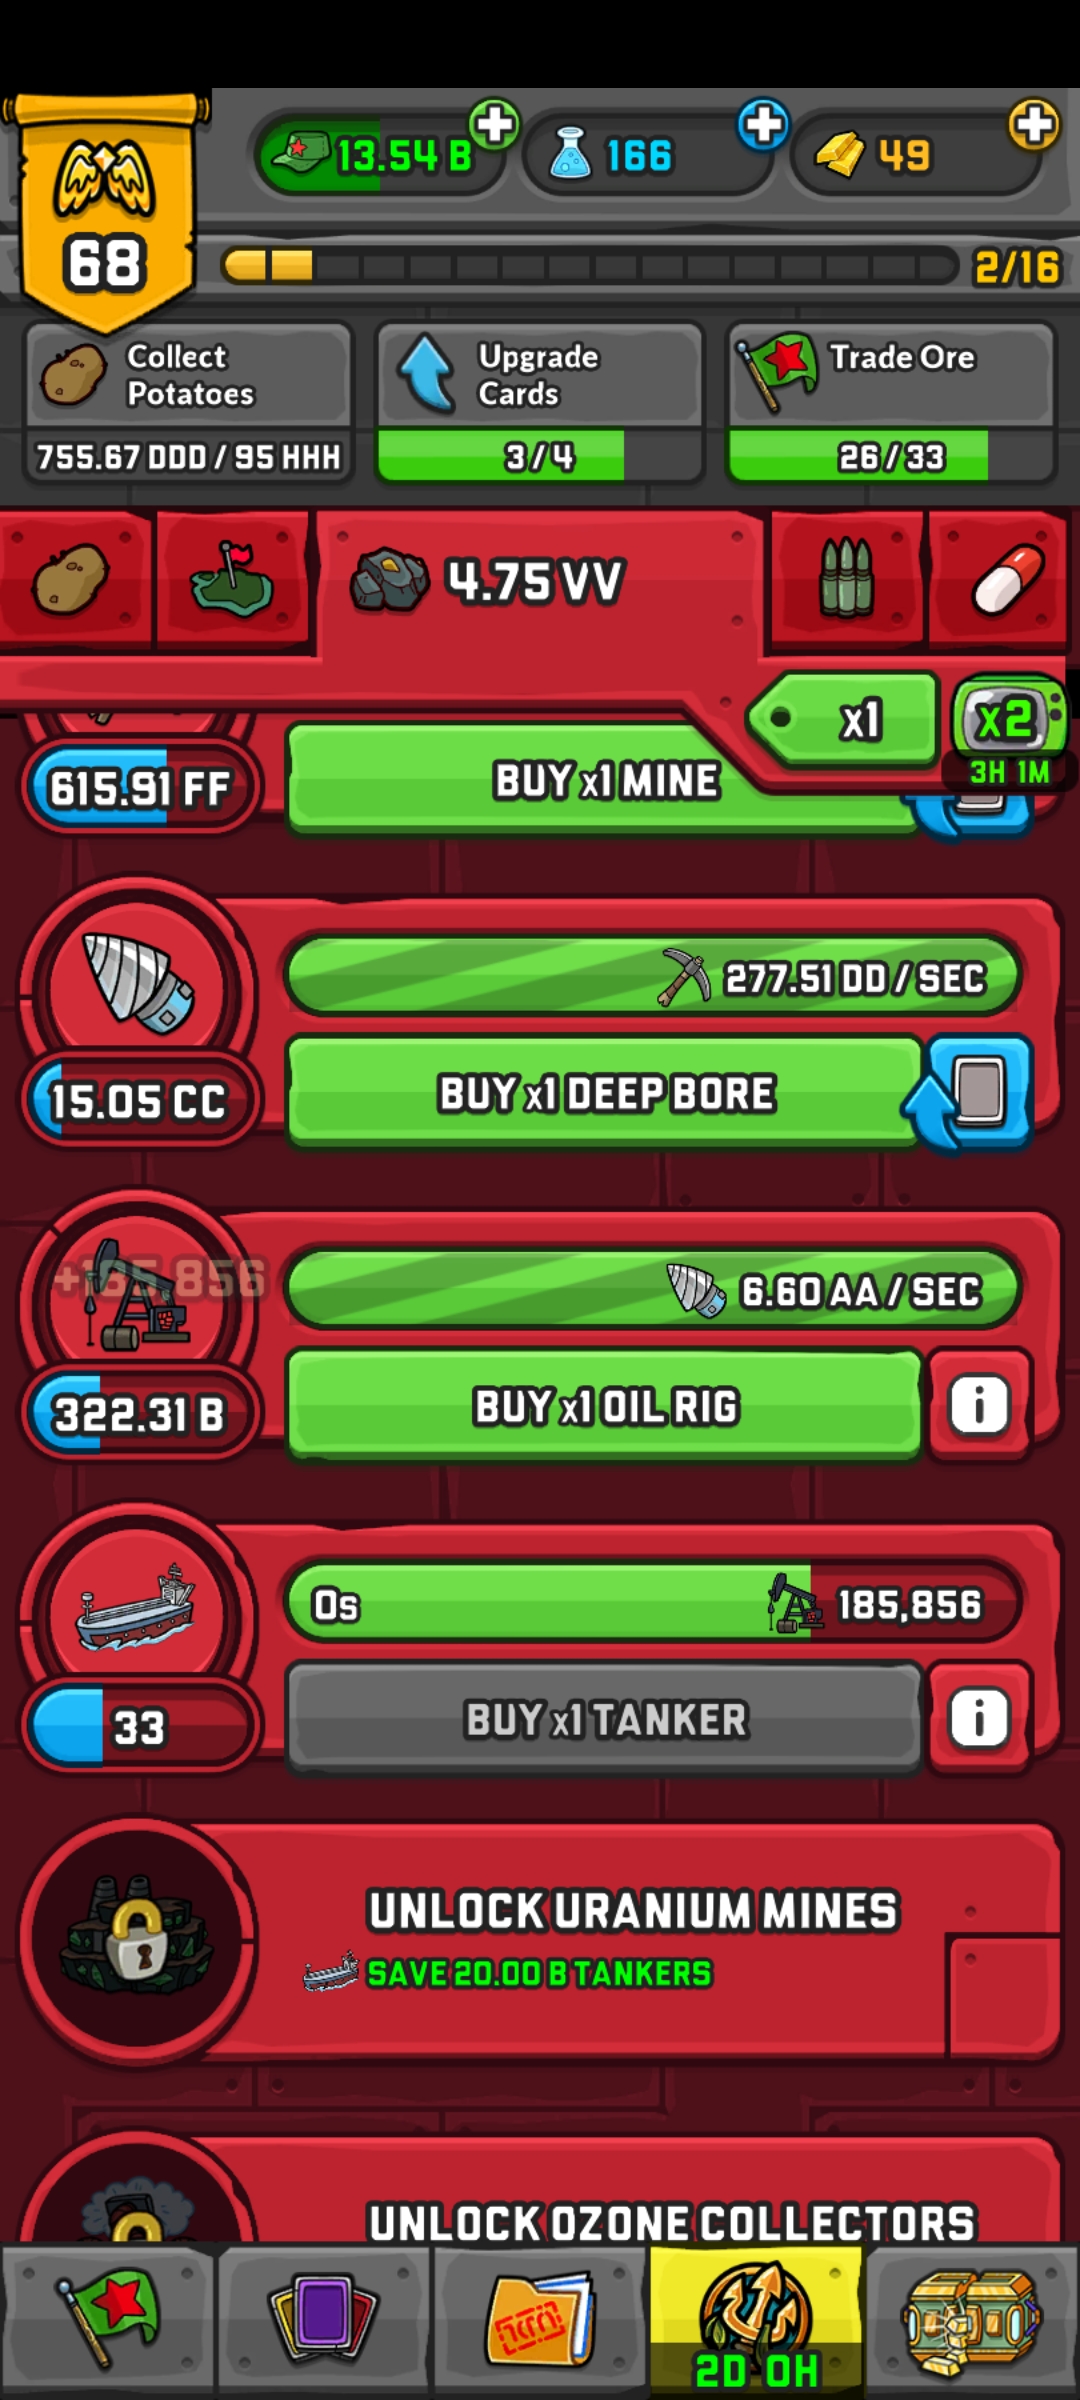 13.54 B
166
49
68
2/16
Collect
Potatoes
755.67 DDD / 95 HHH
Upgrade
Cards
3/4
Trade Ore
26/33
4.75 VV
x1
x2
3H 1M
615.91 FF
BUY x1 MINE
277.51 DD / SEC
15.05 CC
BUY x1 DEEP BORE
6.60 AA / SEC
322.31 B
BUY x1 OIL RIG
i
0s
185,856
33
BUY x1 TANKER
i
UNLOCK URANIUM MINES
SAVE 20.00 B TANKERS
UNLOCK OZONE COLLECTORS
2D 0H